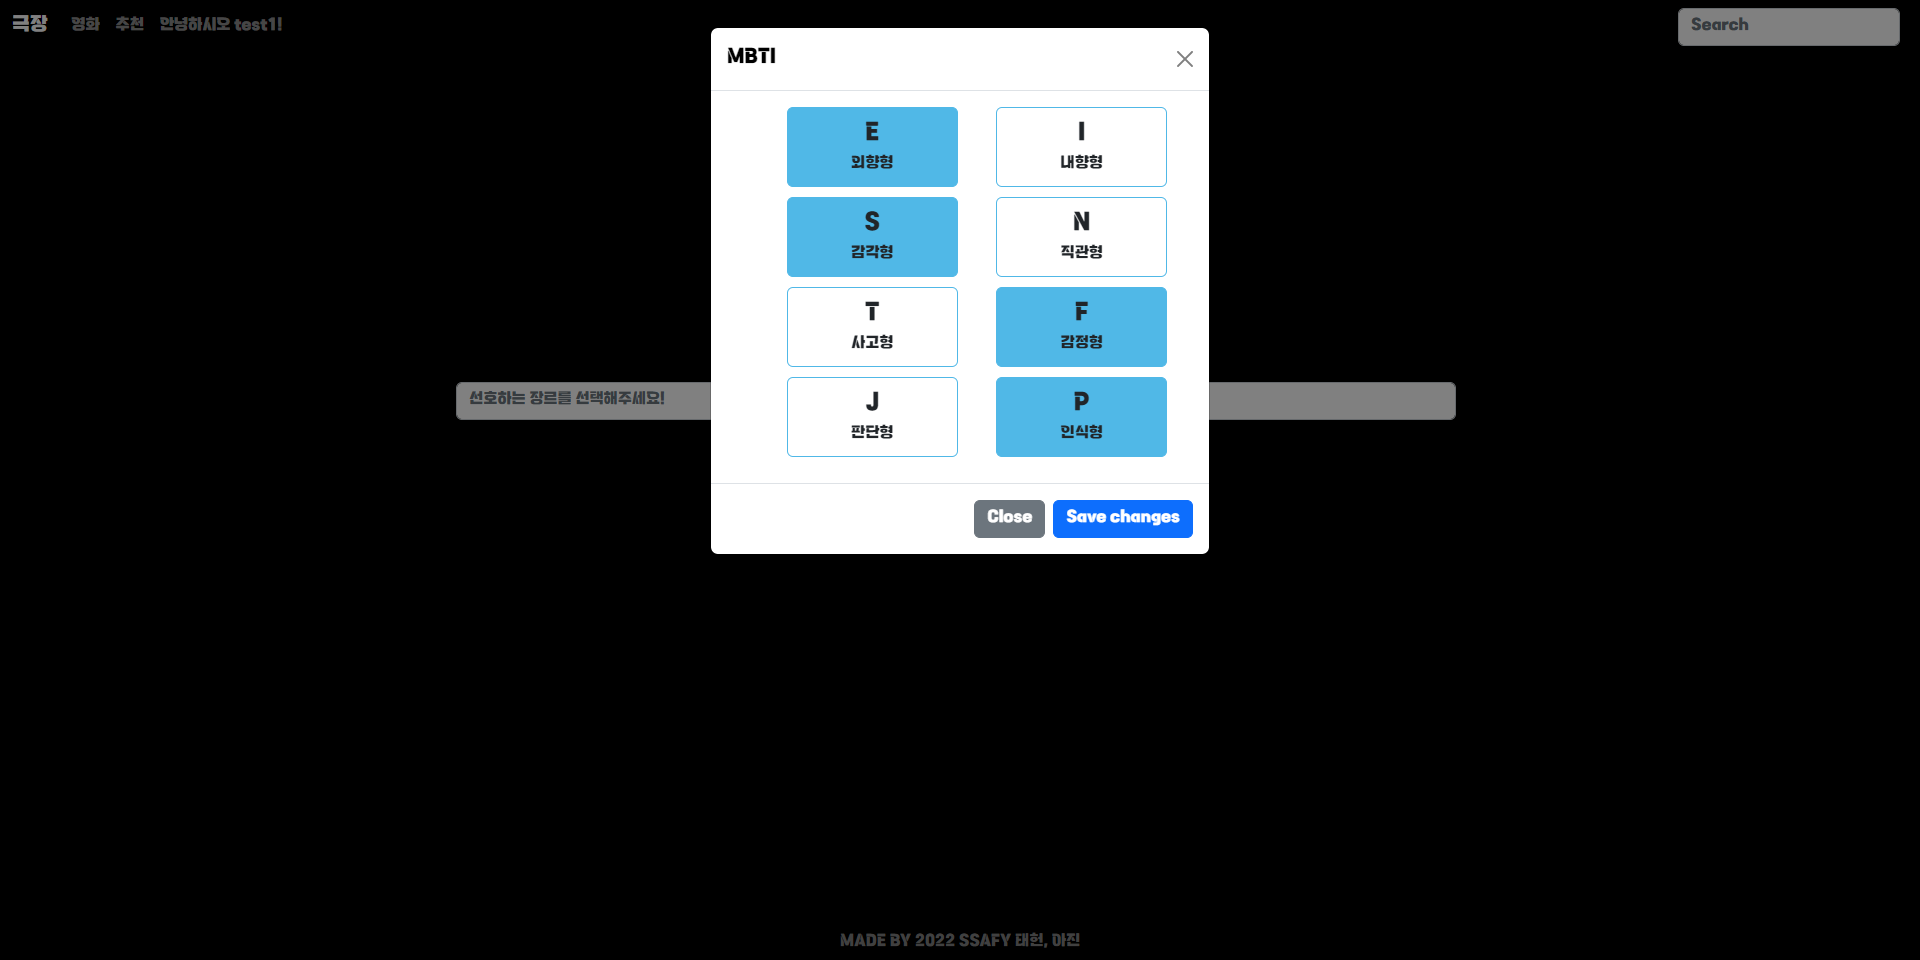 극장 영화 추천 안녕하시오 test1! Search
MBTI
E I
외향형 내향형
S N
감각형 직관형
T F
사고형 감정형
선호하는 장르를 선택해주세요!
J P
판단형 인식형
Close Save changes
MADE BY 2022 SSAFY 태헌, 아진